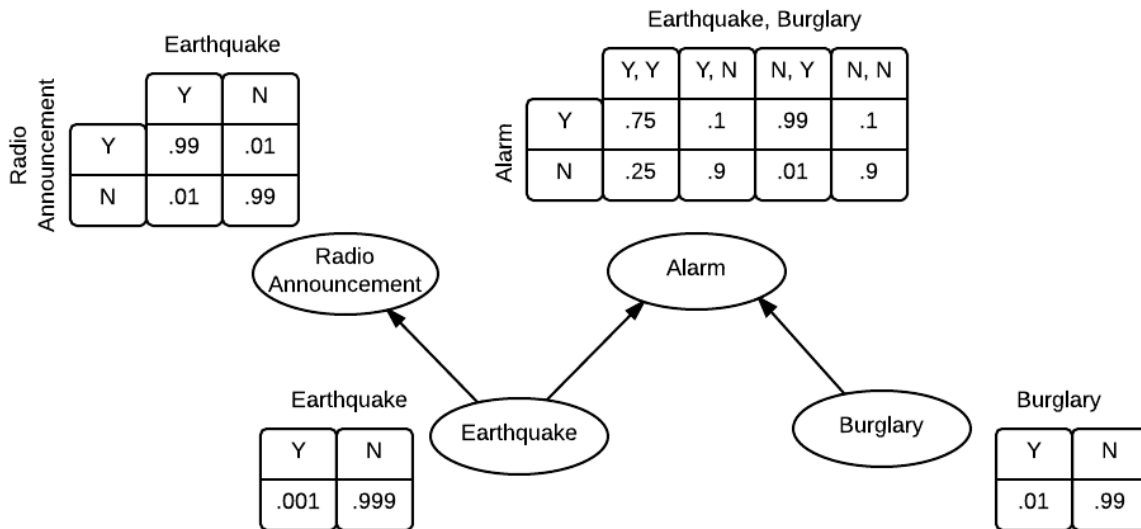 Earthquake
Radio
Announcement
Y N
Y .99 .01
N .01 .99
Earthquake, Burglary
Alarm
Y, Y Y, N N, Y N, N
Y .75 .1 .99 .1
N .25 .9 .01 .9
Radio
Announcement
Alarm
Earthquake
Y N
.001 .999
Earthquake
Burglary
Burglary
Y N
.01 .99